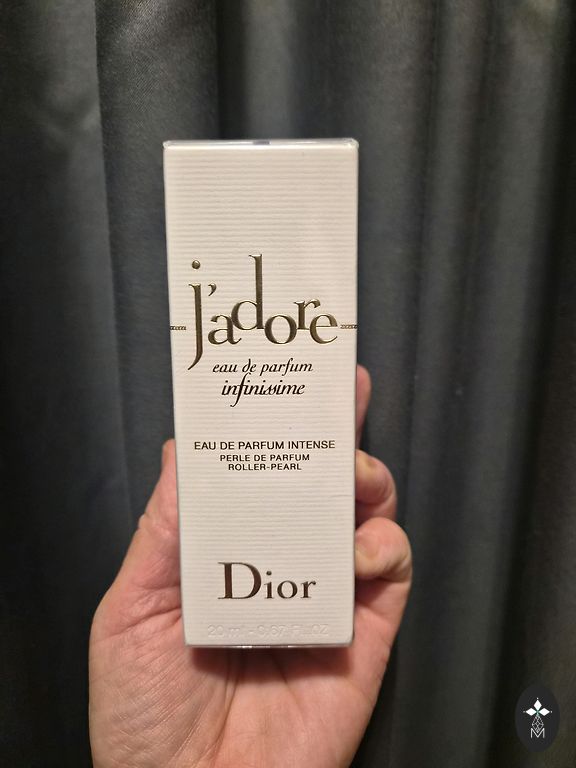 j'adore
eau de parfum
infinissime
EAU DE PARFUM INTENSE
PERLE DE PARFUM
ROLLER-PEARL
Dior
20 ml - 0.67 FL.OZ
M